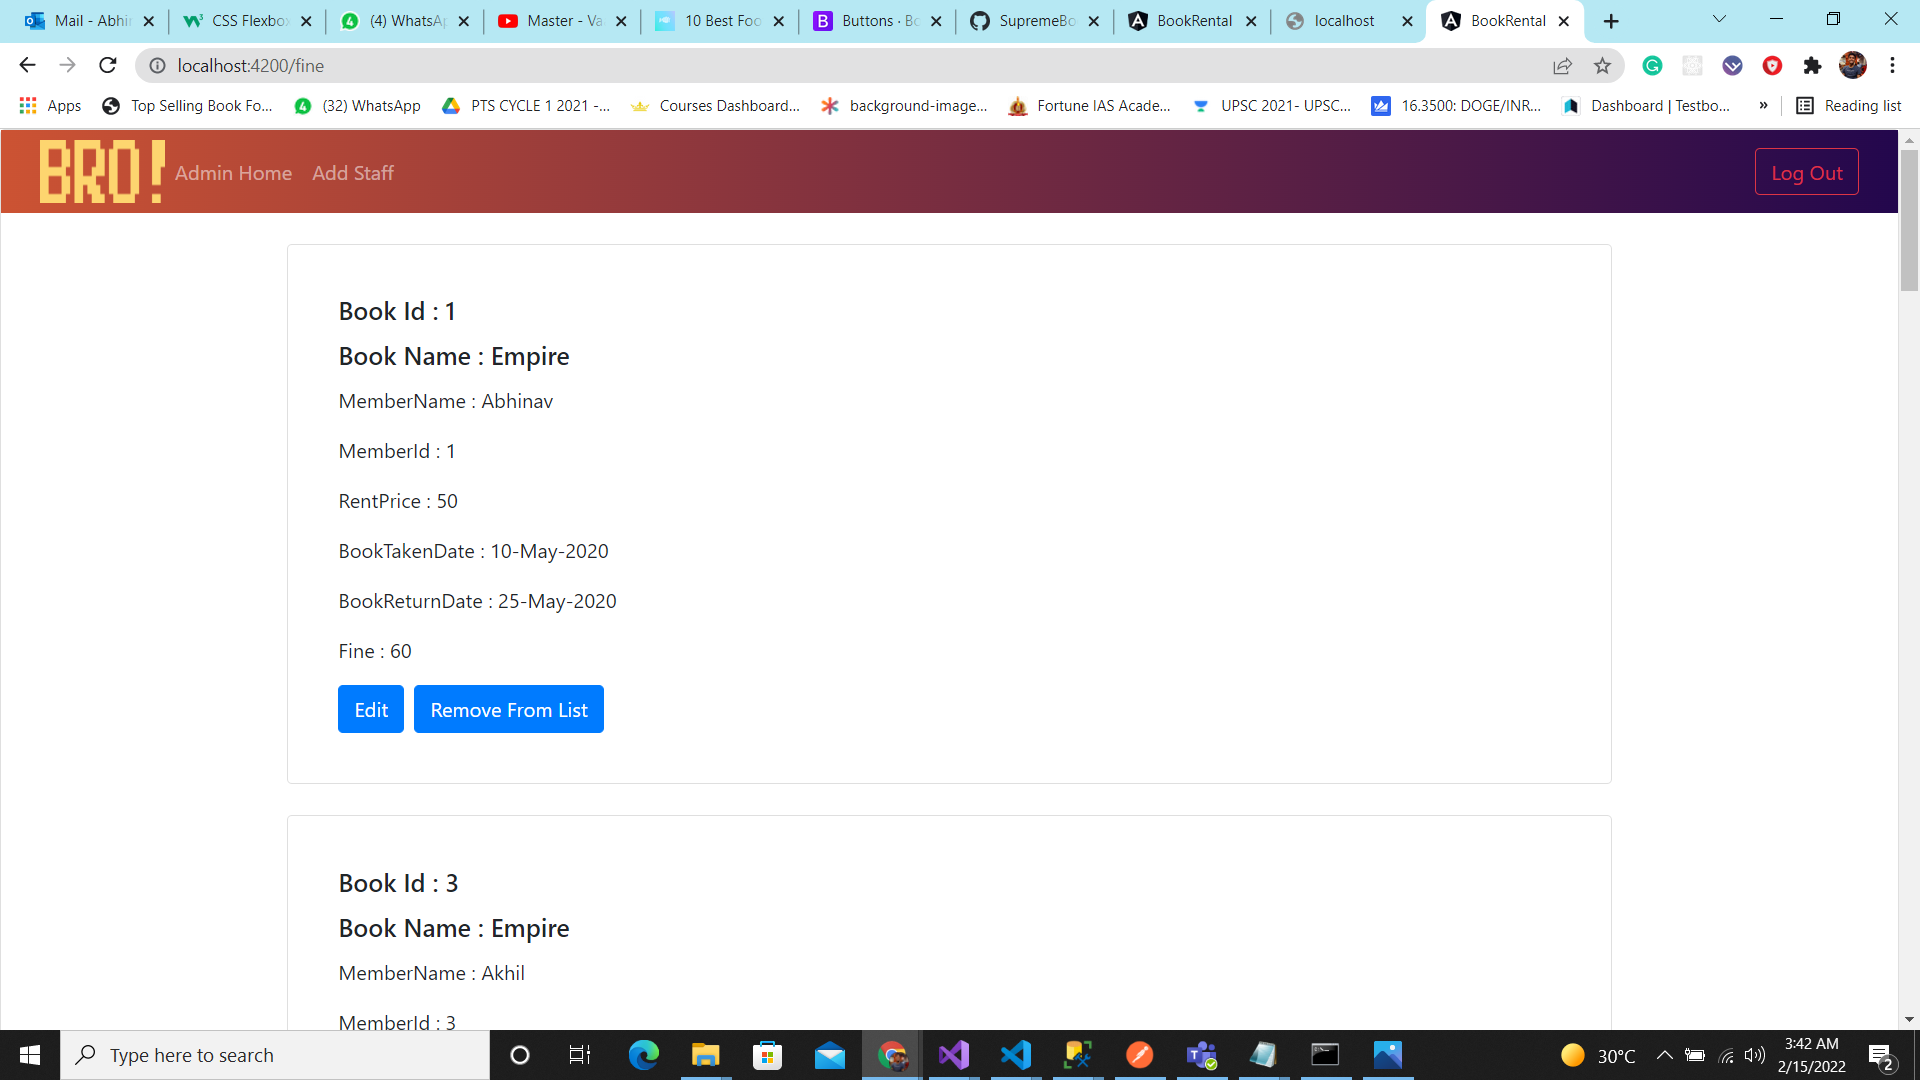 Mail - Abhin
CSS Flexbo
(4) WhatsAp
Master - Va
10 Best Foo
Buttons · Bo
SupremeBo
BookRental
localhost
BookRental
localhost:4200/fine
Apps
Top Selling Book Fo...
(32) WhatsApp
PTS CYCLE 1 2021 -...
Courses Dashboard...
background-image...
Fortune IAS Acade...
UPSC 2021- UPSC...
16.3500: DOGE/INR...
Dashboard | Testbo...
»
Reading list
BRO!
Admin Home
Add Staff
Log Out
Book Id : 1
Book Name : Empire
MemberName : Abhinav
MemberId : 1
RentPrice : 50
BookTakenDate : 10-May-2020
BookReturnDate : 25-May-2020
Fine : 60
Edit
Remove From List
Book Id : 3
Book Name : Empire
MemberName : Akhil
MemberId : 3
Type here to search
30°C
3:42 AM
2/15/2022
2